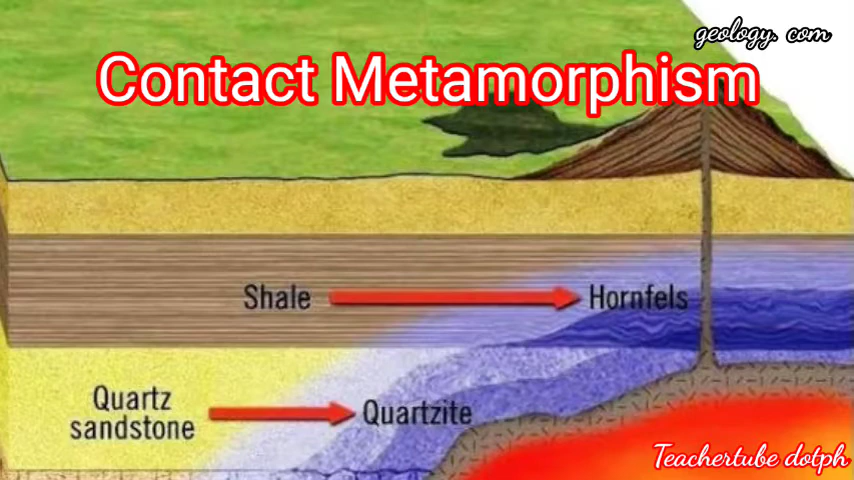 geology. com
Contact Metamorphism
Shale
Hornfels
Quartz
sandstone
Quartzite
Teachertube dotph